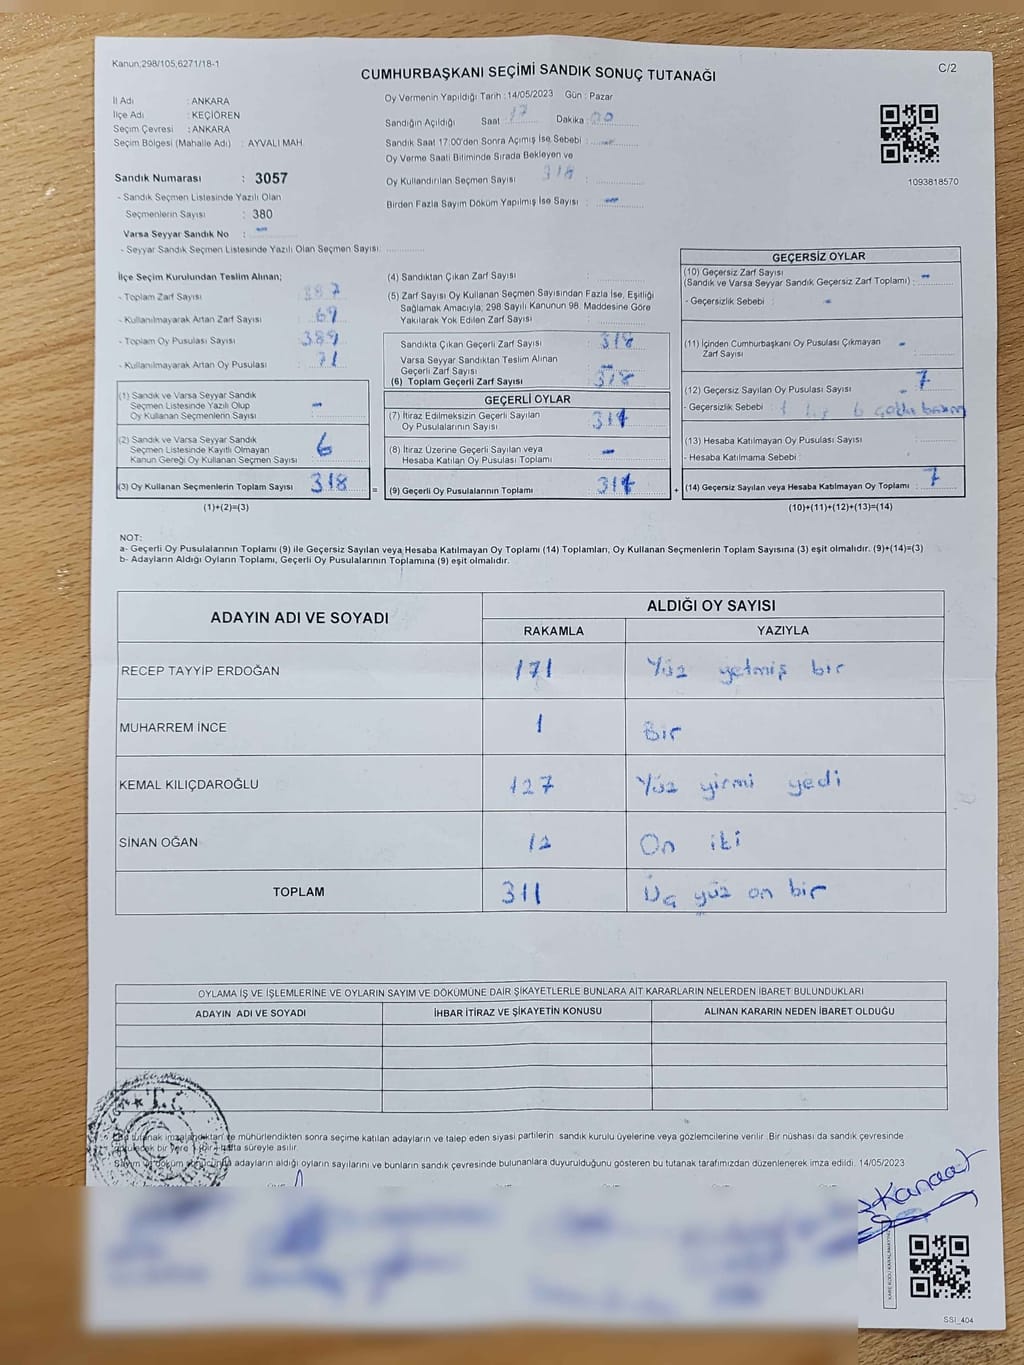 Kanun;298/105,6271/18-1
CUMHURBAŞKANI SEÇİMİ SANDIK SONUÇ TUTANAĞI
C/2
İl Adı : ANKARA
İlçe Adı : KEÇİÖREN
Seçim Çevresi : ANKARA
Seçim Bölgesi (Mahalle Adı) : AYVALI MAH.
Oy Vermenin Yapıldığı Tarih : 14/05/2023 Gün : Pazar
Sandığın Açıldığı Saat : 17 Dakika : 00
Sandık Saat 17:00'den Sonra Açımış İse Sebebi : -
Oy Verme Saati Bitiminde Sırada Bekleyen ve
Oy Kullandırılan Seçmen Sayısı : 318
Birden Fazla Sayım Döküm Yapılmış İse Sayısı : -
1093818570
Sandık Numarası : 3057
- Sandık Seçmen Listesinde Yazılı Olan
Seçmenlerin Sayısı : 380
Varsa Seyyar Sandık No : -
- Seyyar Sandık Seçmen Listesinde Yazılı Olan Seçmen Sayısı:
İlçe Seçim Kurulundan Teslim Alınan;
- Toplam Zarf Sayısı : 387
- Kullanılmayarak Artan Zarf Sayısı : 69
- Toplam Oy Pusulası Sayısı : 389
- Kullanılmayarak Artan Oy Pusulası : 71
(1) Sandık ve Varsa Seyyar Sandık
Seçmen Listesinde Yazılı Olup
Oy Kullanan Seçmenlerin Sayısı : -
(2) Sandık ve Varsa Seyyar Sandık
Seçmen Listesinde Kayıtlı Olmayan
Kanun Gereği Oy Kullanan Seçmen Sayısı : 6
(3) Oy Kullanan Seçmenlerin Toplam Sayısı : 318
(1)+(2)=(3)
(4) Sandıktan Çıkan Zarf Sayısı
(5) Zarf Sayısı Oy Kullanan Seçmen Sayısından Fazla İse, Eşitliği
Sağlamak Amacıyla, 298 Sayılı Kanunun 98. Maddesine Göre
Yakılarak Yok Edilen Zarf Sayısı
Sandıkta Çıkan Geçerli Zarf Sayısı : 318
Varsa Seyyar Sandıktan Teslim Alınan
Geçerli Zarf Sayısı : -
(6) Toplam Geçerli Zarf Sayısı : 318
GEÇERLİ OYLAR
(7) İtiraz Edilmeksizin Geçerli Sayılan
Oy Pusulalarının Sayısı
(8) İtiraz Üzerine Geçerli Sayılan veya
Hesaba Katılan Oy Pusulası Toplamı : -
= (9) Geçerli Oy Pusulalarının Toplamı
GEÇERSİZ OYLAR
(10) Geçersiz Zarf Sayısı
(Sandık ve Varsa Seyyar Sandık Geçersiz Zarf Toplamı) : -
- Geçersizlik Sebebi : -
(11) İçinden Cumhurbaşkanı Oy Pusulası Çıkmayan
Zarf Sayısı : -
(12) Geçersiz Sayılan Oy Pusulası Sayısı : 7
- Geçersizlik Sebebi : 6
(13) Hesaba Katılmayan Oy Pusulası Sayısı
- Hesaba Katılmama Sebebi :
+ (14) Geçersiz Sayılan veya Hesaba Katılmayan Oy Toplamı : 7
(10)+(11)+(12)+(13)=(14)
NOT:
a- Geçerli Oy Pusulalarının Toplamı (9) ile Geçersiz Sayılan veya Hesaba Katılmayan Oy Toplamı (14) Toplamları, Oy Kullanan Seçmenlerin Toplam Sayısına (3) eşit olmalıdır. (9)+(14)=(3)
b- Adayların Aldığı Oyların Toplamı, Geçerli Oy Pusulalarının Toplamına (9) eşit olmalıdır.
ADAYIN ADI VE SOYADI ALDIĞI OY SAYISI
RAKAMLA YAZIYLA
RECEP TAYYİP ERDOĞAN 171 Yüz yetmiş bir
MUHARREM İNCE 1 Bir
KEMAL KILIÇDAROĞLU 127 Yüz yirmi yedi
SİNAN OĞAN 12 On iki
TOPLAM 311 Üç yüz on bir
OYLAMA İŞ VE İŞLEMLERİNE VE OYLARIN SAYIM VE DÖKÜMÜNE DAİR ŞİKAYETLERLE BUNLARA AİT KARARLARIN NELERDEN İBARET BULUNDUKLARI
ADAYIN ADI VE SOYADI İHBAR İTİRAZ VE ŞİKAYETİN KONUSU ALINAN KARARIN NEDEN İBARET OLDUĞU
T.C.
tutanak imzalandıktan ve mühürlendikten sonra seçime katılan adayların ve talep eden siyasi partilerin sandık kurulu üyelerine veya gözlemcilerine verilir. Bir nüshası da sandık çevresinde
bir yere 1 hafta süreyle asılır.
Sayım ve döküm sonucunda adayların aldığı oyların sayılarını ve bunların sandık çevresinde bulunanlara duyurulduğunu gösteren bu tutanak tarafımızdan düzenlenerek imza edildi. 14/05/2023
Kanaat
SSI_404